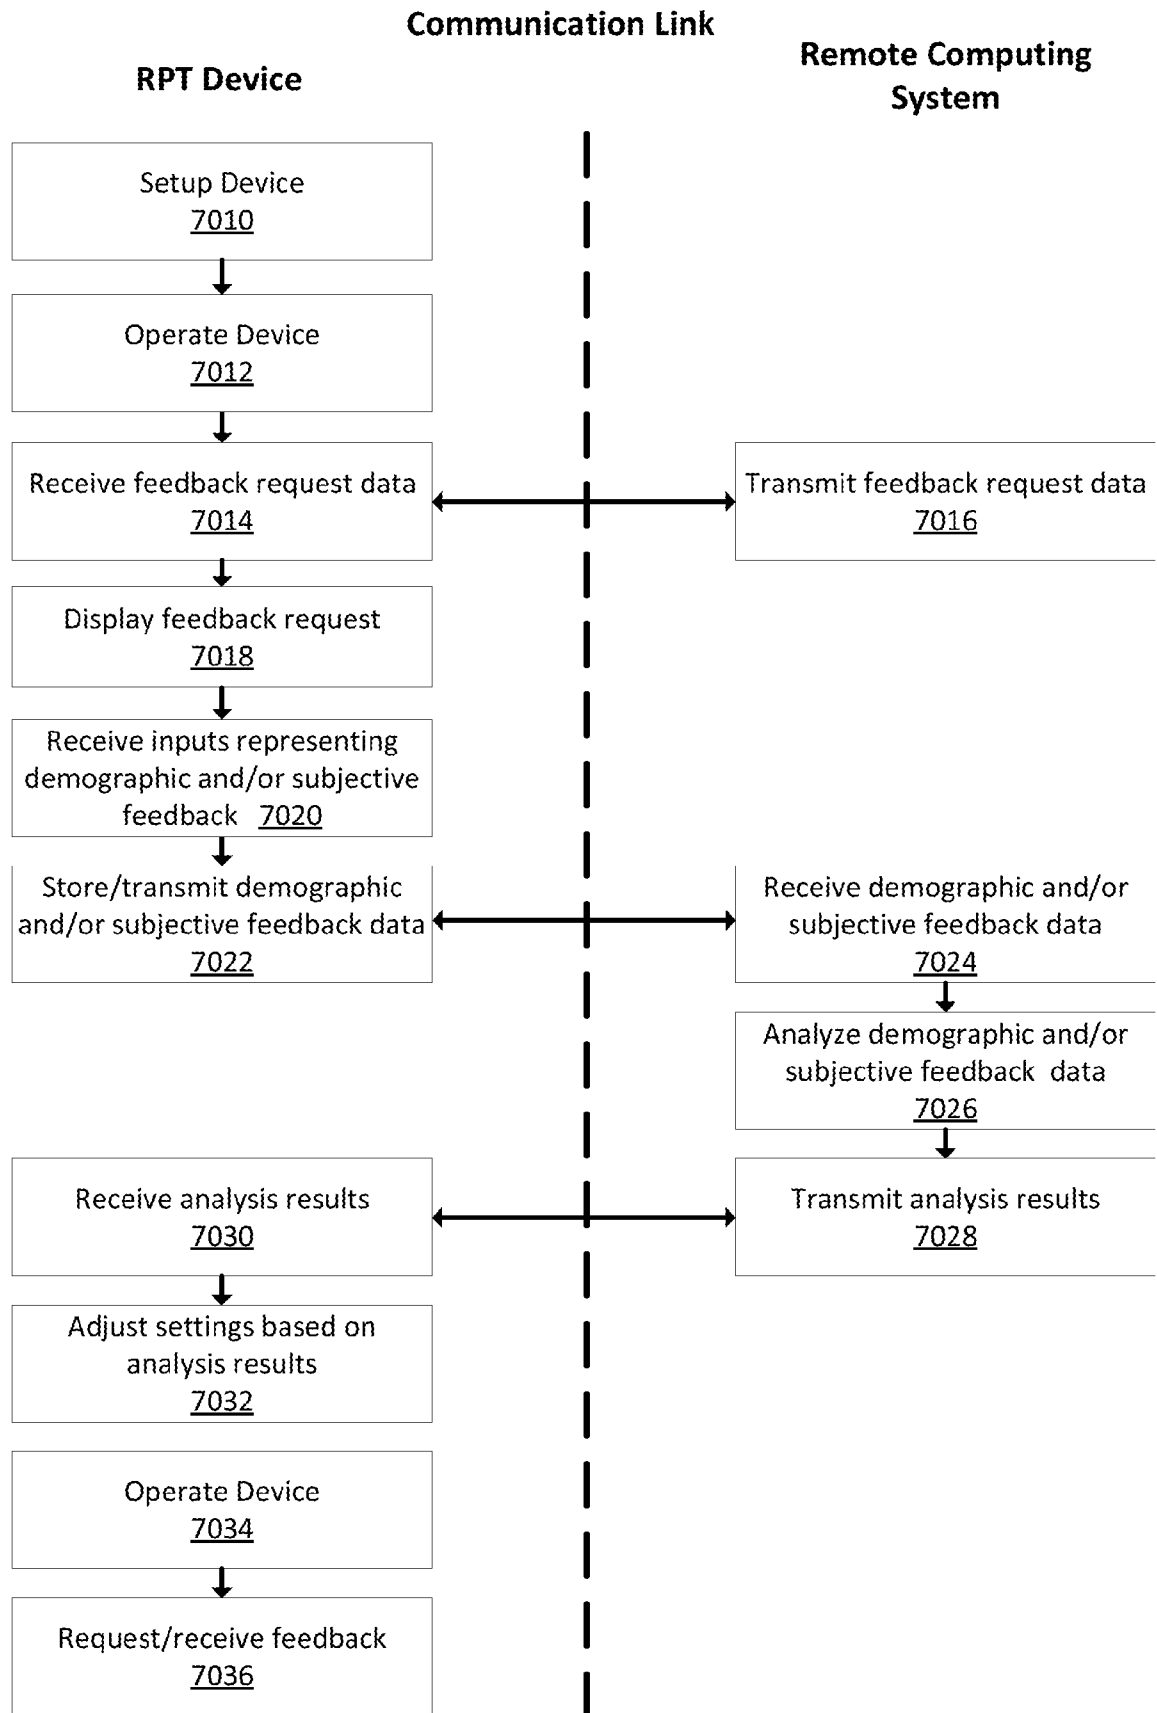 Communication Link
RPT Device
Remote Computing
System
Setup Device
7010
Operate Device
7012
Receive feedback request data
7014
Transmit feedback request data
7016
Display feedback request
7018
Receive inputs representing
demographic and/or subjective
feedback 7020
Store/transmit demographic
and/or subjective feedback data
7022
Receive demographic and/or
subjective feedback data
7024
Analyze demographic and/or
subjective feedback data
7026
Receive analysis results
7030
Transmit analysis results
7028
Adjust settings based on
analysis results
7032
Operate Device
7034
Request/receive feedback
7036